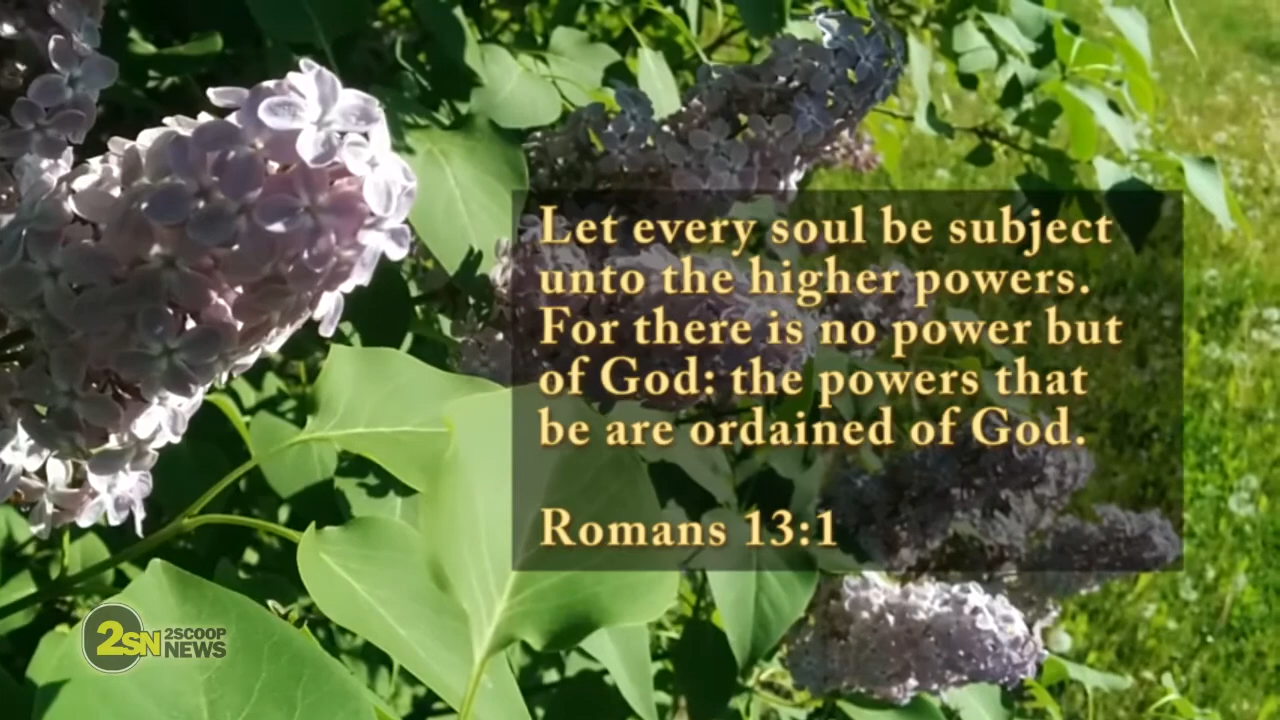 Let every soul be subject
unto the higher powers.
For there is no power but
of God: the powers that
be are ordained of God.
Romans 13:1
2SN 2SCOOP
NEWS